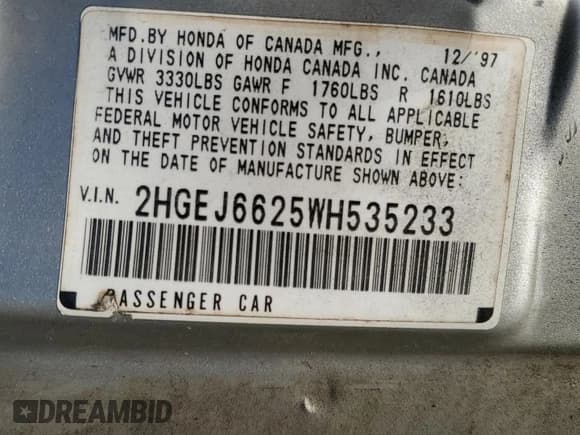 MFD.BY HONDA OF CANADA MFG., 12/'97
A DIVISION OF HONDA CANADA INC. CANADA
GVWR 3330LBS GAWR F 1760LBS R 1610LBS
THIS VEHICLE CONFORMS TO ALL APPLICABLE
FEDERAL MOTOR VEHICLE SAFETY, BUMPER,
AND THEFT PREVENTION STANDARDS IN EFFECT
ON THE DATE OF MANUFACTURE SHOWN ABOVE:
V.I.N. 2HGEJ6625WH535233
PASSENGER CAR
DREAMBID